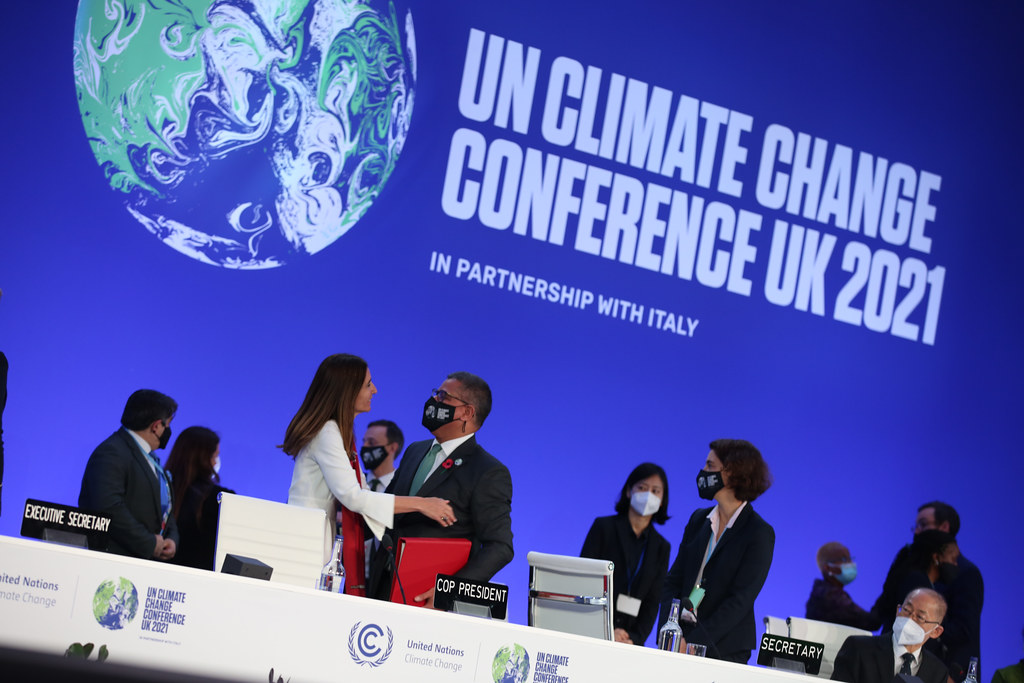 UN CLIMATE CHANGE
CONFERENCE UK 2021
IN PARTNERSHIP WITH ITALY
EXECUTIVE SECRETARY
COP PRESIDENT
SECRETARY
United Nations
Climate Change
UN CLIMATE
CHANGE
CONFERENCE
UK 2021
United Nations
Climate Change
UN CLIMATE
CHANGE
CONFERENCE